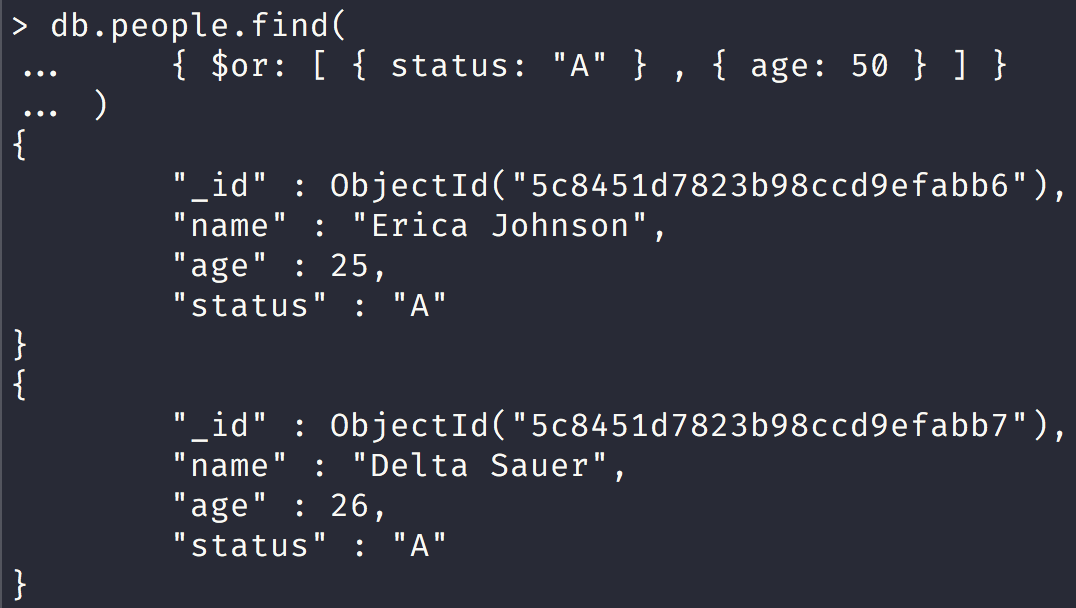 > db.people.find(
...      { $or: [ { status: "A" } , { age: 50 } ] }
...  )
{
        "_id" : ObjectId("5c8451d7823b98ccd9efabb6"),
        "name" : "Erica Johnson",
        "age" : 25,
        "status" : "A"
}
{
        "_id" : ObjectId("5c8451d7823b98ccd9efabb7"),
        "name" : "Delta Sauer",
        "age" : 26,
        "status" : "A"
}